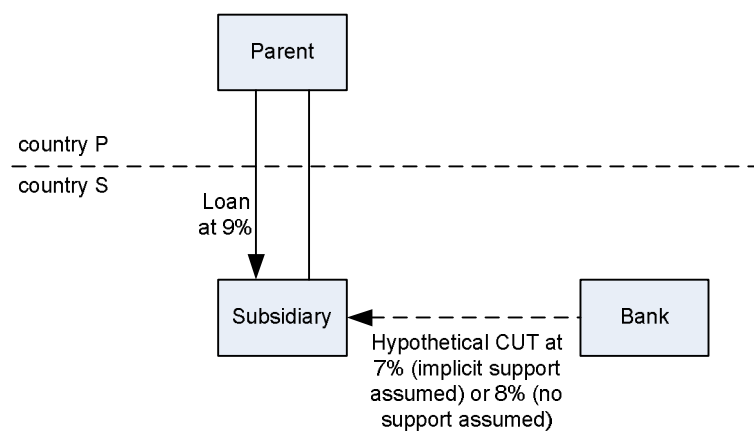 Parent
country P
country S
Loan
at 9%
Subsidiary
Bank
Hypothetical CUT at
7% (implicit support
assumed) or 8% (no
support assumed)